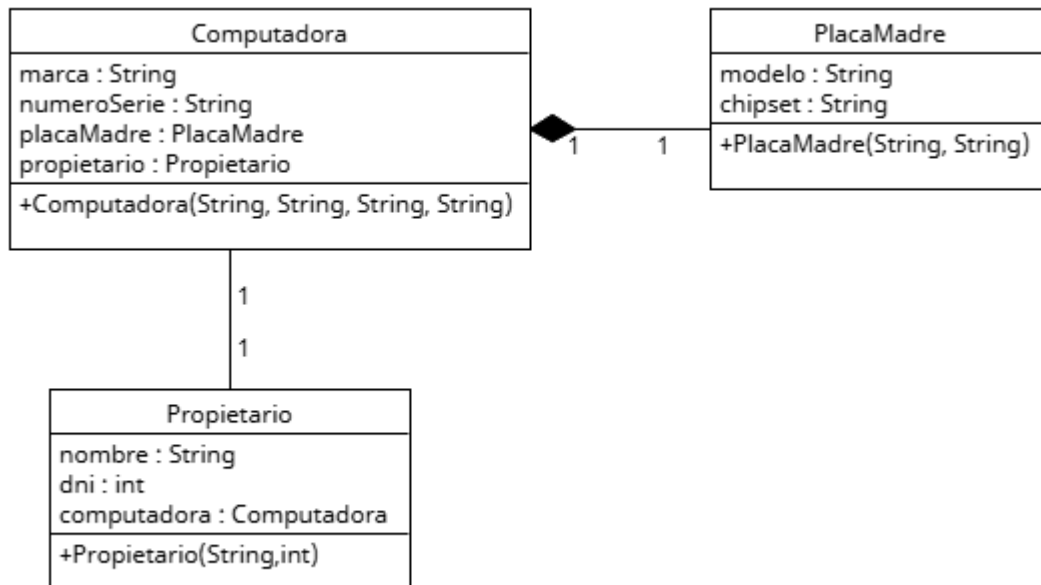 Computadora
marca : String
numeroSerie : String
placaMadre : PlacaMadre
propietario : Propietario
+Computadora(String, String, String, String)
1
1
PlacaMadre
modelo : String
chipset : String
+PlacaMadre(String, String)
1
1
Propietario
nombre : String
dni : int
computadora : Computadora
+Propietario(String,int)